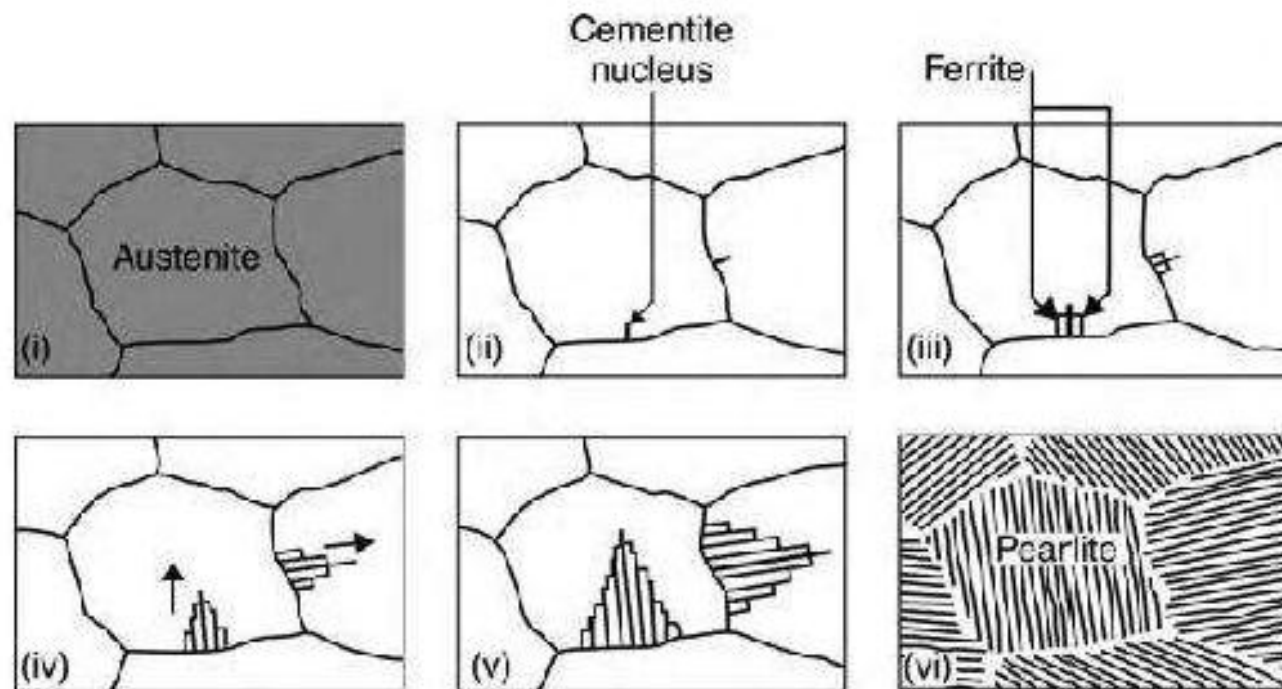 Cementite
nucleus
Ferrite
Austenite
(i)
(ii)
(iii)
(iv)
(v)
Pearlite
(vi)